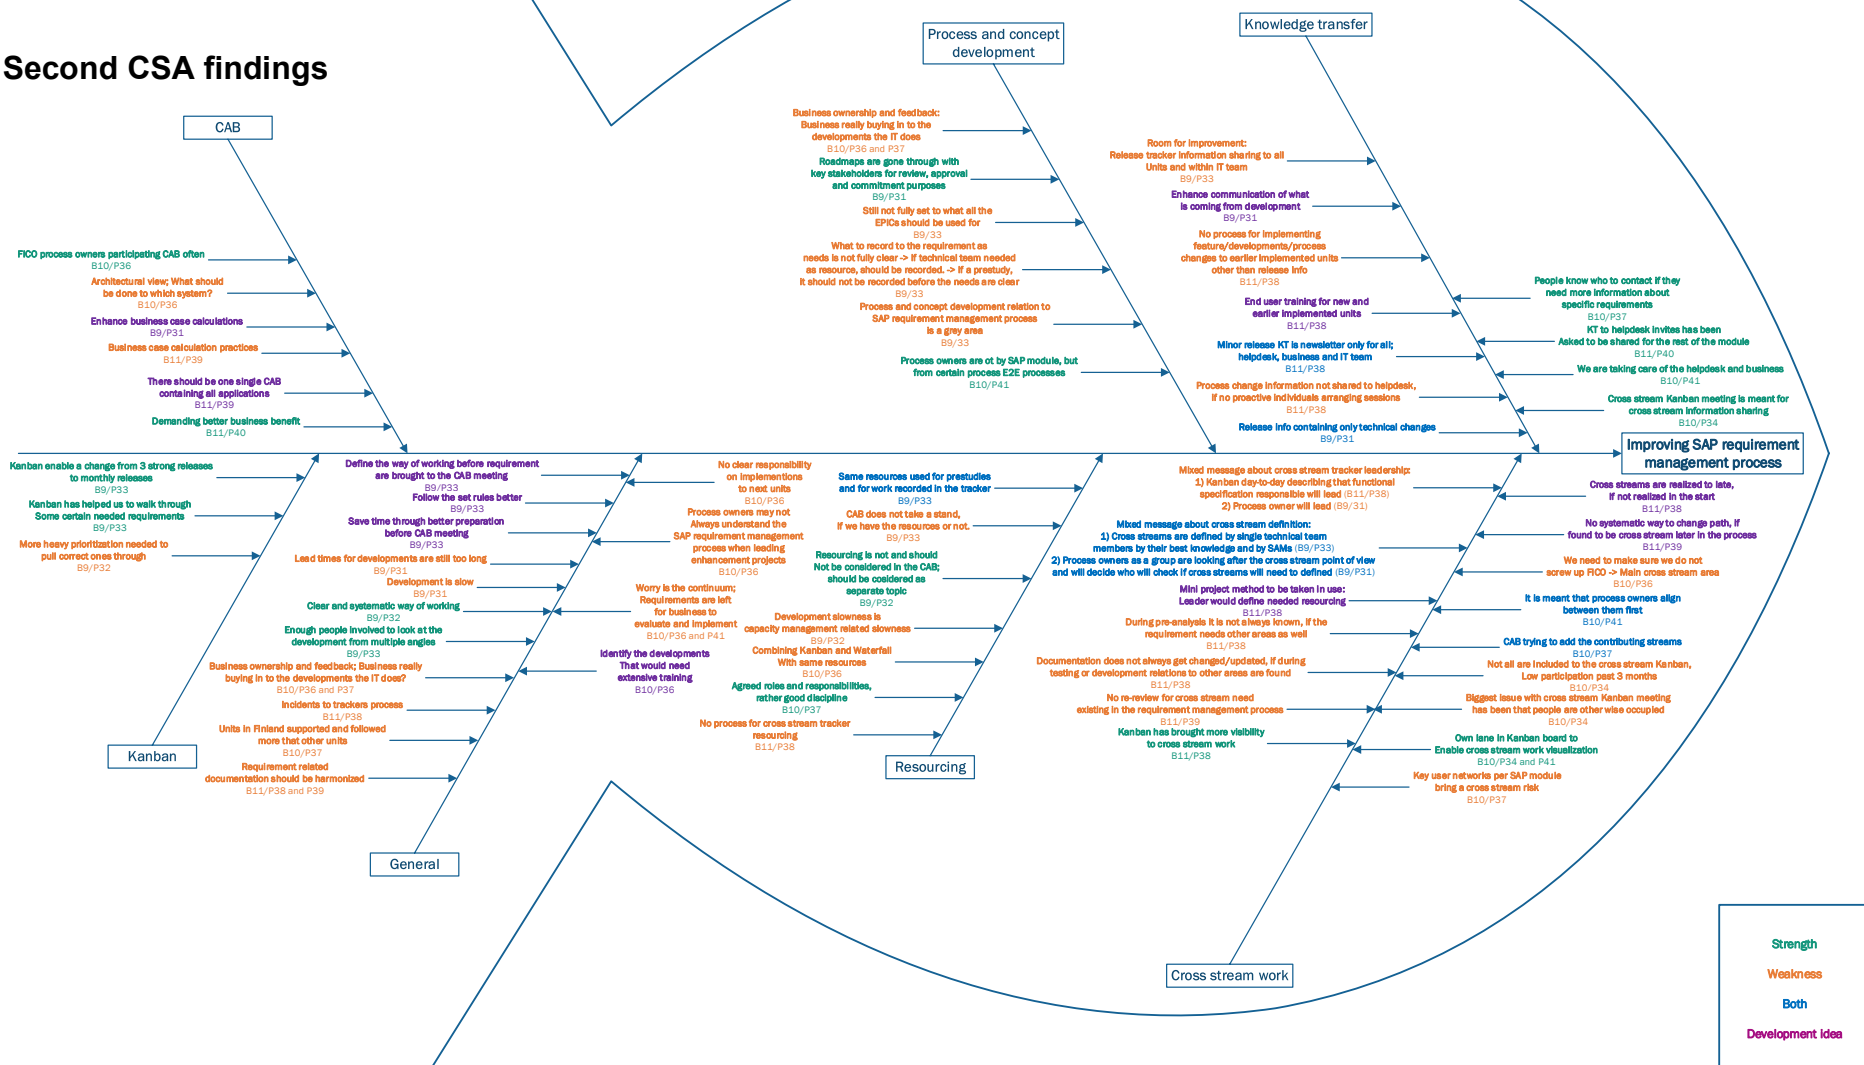 Second CSA findings
CAB
FICO process owners participating CAB often
B10/P36
Architectural view; What should
be done to which system?
B10/P36
Enhance business case calculations
B9/P31
Business case calculation practices
B11/P39
There should be one single CAB
containing all applications
B11/P39
Demanding better business benefit
B11/P40
Process and concept
development
Business ownership and feedback:
Business really buying in to the
developments the IT does
B10/P36 and P37
Roadmaps are gone through with
key stakeholders for review, approval
and commitment purposes
B9/P31
Still not fully set to what all the
EPICs should be used for
B9/33
What to record to the requirement as
needs is not fully clear -> If technical team needed
as resource, should be recorded. -> If a prestudy,
It should not be recorded before the needs are clear
B9/33
Process and concept development relation to
SAP requirement management process
is a grey area
B9/33
Process owners are ot by SAP module, but
from certain process E2E processes
B10/P41
Knowledge transfer
Room for improvement:
Release tracker information sharing to all
Units and within IT team
B9/P33
Enhance communication of what
is coming from development
B9/P31
No process for implementing
feature/developments/process
changes to earlier implemented units
other than release info
B11/P38
End user training for new and
earlier implemented units
B11/P38
Minor release KT is newsletter only for all;
helpdesk, business and IT team
B11/P38
Process change information not shared to helpdesk,
if no proactive individuals arranging sessions
B11/P38
Release info containing only technical changes
B9/P31
People know who to contact if they
need more information about
specific requirements
B10/P37
KT to helpdesk invites has been
Asked to be shared for the rest of the module
B11/P40
We are taking care of the helpdesk and business
B10/P41
Cross stream Kanban meeting is meant for
cross stream information sharing
B10/P34
Improving SAP requirement
management process
Kanban enable a change from 3 strong releases
to monthly releases
B9/P33
Kanban has helped us to walk through
Some certain needed requirements
B9/P33
More heavy prioritization needed to
pull correct ones through
B9/P32
Kanban
Define the way of working before requirement
are brought to the CAB meeting
B9/P33
Follow the set rules better
B9/P33
Save time through better preparation
before CAB meeting
B9/P33
Lead times for developments are still too long
B9/P31
Development is slow
B9/P31
Clear and systematic way of working
B9/P32
Enough people involved to look at the
development from multiple angles
B9/P33
Business ownership and feedback; Business really
buying in to the developments the IT does?
B10/P36 and P37
Incidents to trackers process
B11/P38
Units in Finland supported and followed
more that other units
B10/P37
Requirement related
documentation should be harmonized
B11/P38 and P39
No clear responsibility
on implementions
to next units
B10/P36
Process owners may not
Always understand the
SAP requirement management
process when leading
enhancement projects
B10/P36
Worry is the continuum;
Requirements are left
for business to
evaluate and implement
B10/P36 and P41
Identify the developments
That would need
extensive training
B10/P36
General
Same resources used for prestudies
and for work recorded in the tracker
B9/P33
CAB does not take a stand,
If we have the resources or not.
B9/P33
Resourcing is not and should
Not be considered in the CAB;
should be cosidered as
separate topic
B9/P32
Development slowness is
capacity management related slowness
B9/P32
Combining Kanban and Waterfall
With same resources
B10/P36
Agreed roles and responsibilities,
rather good discipline
B10/P37
No process for cross stream tracker
resourcing
B11/P38
Resourcing
Mixed message about cross stream tracker leadership:
1) Kanban day-to-day describing that functional
specification responsible will lead (B11/P38)
2) Process owner will lead (B9/31)
Mixed message about cross stream definition:
1) Cross streams are defined by single technical team
members by their best knowledge and by SAMs (B9/P33)
2) Process owners as a group are looking after the cross stream point of view
and will decide who will check if cross streams will need to defined (B9/P31)
Mini project method to be taken in use:
Leader would define needed resourcing
B11/P38
During pre-analysis it is not always known, if the
requirement needs other areas as well
B11/P38
Documentation does not always get changed/updated, if during
testing or development relations to other areas are found
B11/P38
No re-review for cross stream need
existing in the requirement management process
B11/P39
Kanban has brought more visibility
to cross stream work
B11/P38
Cross streams are realized to late,
if not realized in the start
B11/P38
No systematic way to change path, if
found to be cross stream later in the process
B11/P39
We need to make sure we do not
screw up FICO -> Main cross stream area
B10/P36
It is meant that process owners align
between them first
B10/P41
CAB trying to add the contributing streams
B10/P37
Not all are included to the cross stream Kanban,
Low participation past 3 months
B10/P34
Biggest issue with cross stream Kanban meeting
has been that people are other wise occupied
B10/P34
Own lane in Kanban board to
Enable cross stream work visualization
B10/P34 and P41
Key user networks per SAP module
bring a cross stream risk
B10/P37
Cross stream work
Strength
Weakness
Both
Development idea